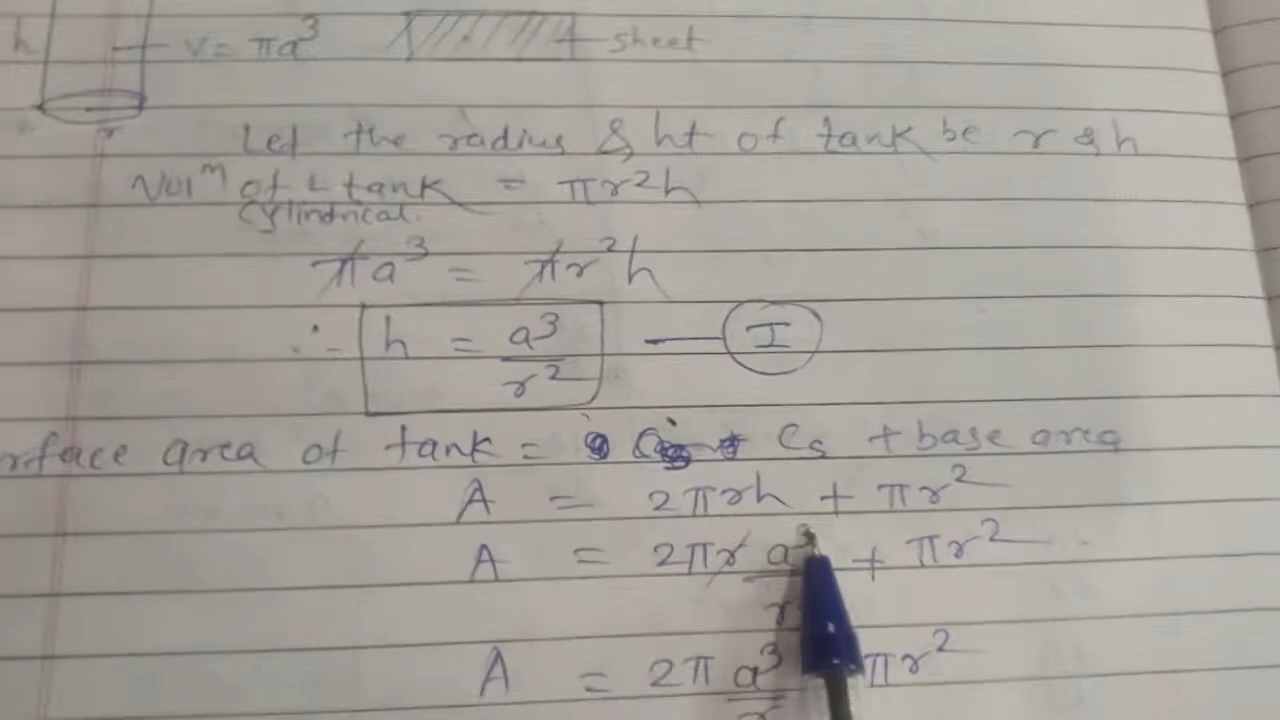 h V = πa³ sheet
r
Let the radius & ht of tank be r & h
Volᵐ of tank = πr²h
Cylindrical.
πa³ = πr²h
∴ h = a³/r² — I
rface area of tank = Cs + base area
A = 2πrh + πr²
A = 2πr a³/r + πr²
A = 2π a³/r πr²